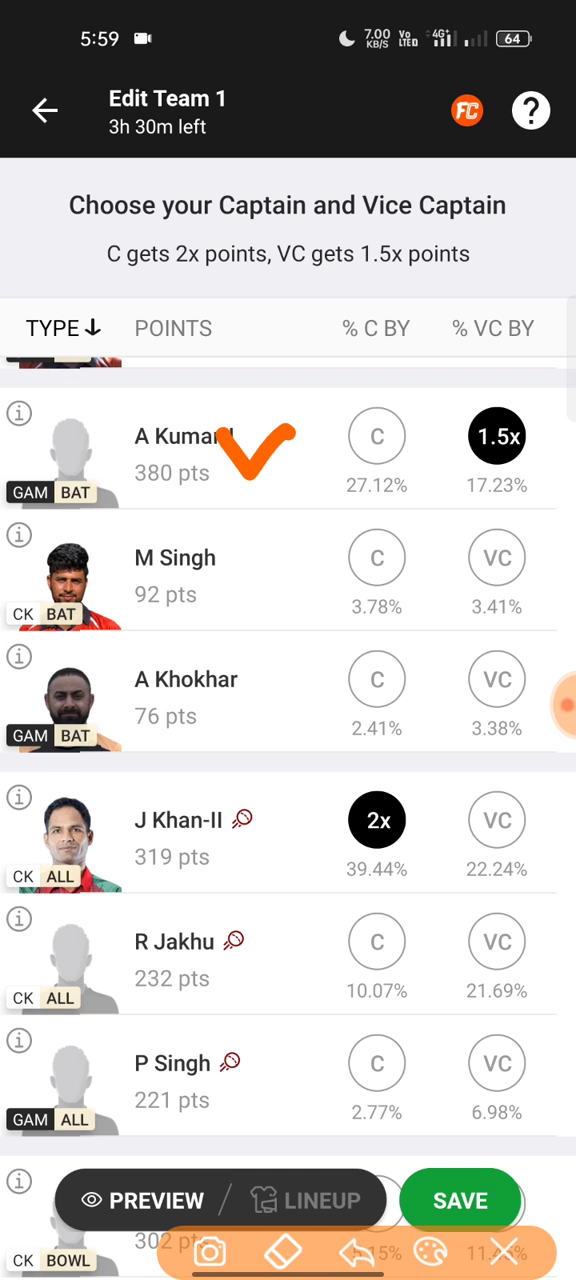 5:59
7.00 KB/S Vo LTED 4G+ 64
Edit Team 1
3h 30m left
FC ?
Choose your Captain and Vice Captain
C gets 2x points, VC gets 1.5x points
TYPE POINTS % C BY % VC BY
A Kumar-I
C 1.5x
380 pts
27.12% 17.23%
GAM BAT
M Singh
C VC
92 pts
3.78% 3.41%
CK BAT
A Khokhar
C VC
76 pts
2.41% 3.38%
GAM BAT
J Khan-II
2x VC
319 pts
39.44% 22.24%
CK ALL
R Jakhu
C VC
232 pts
10.07% 21.69%
CK ALL
P Singh
C VC
221 pts
2.77% 6.98%
GAM ALL
PREVIEW / LINEUP SAVE
302 pts
CK BOWL